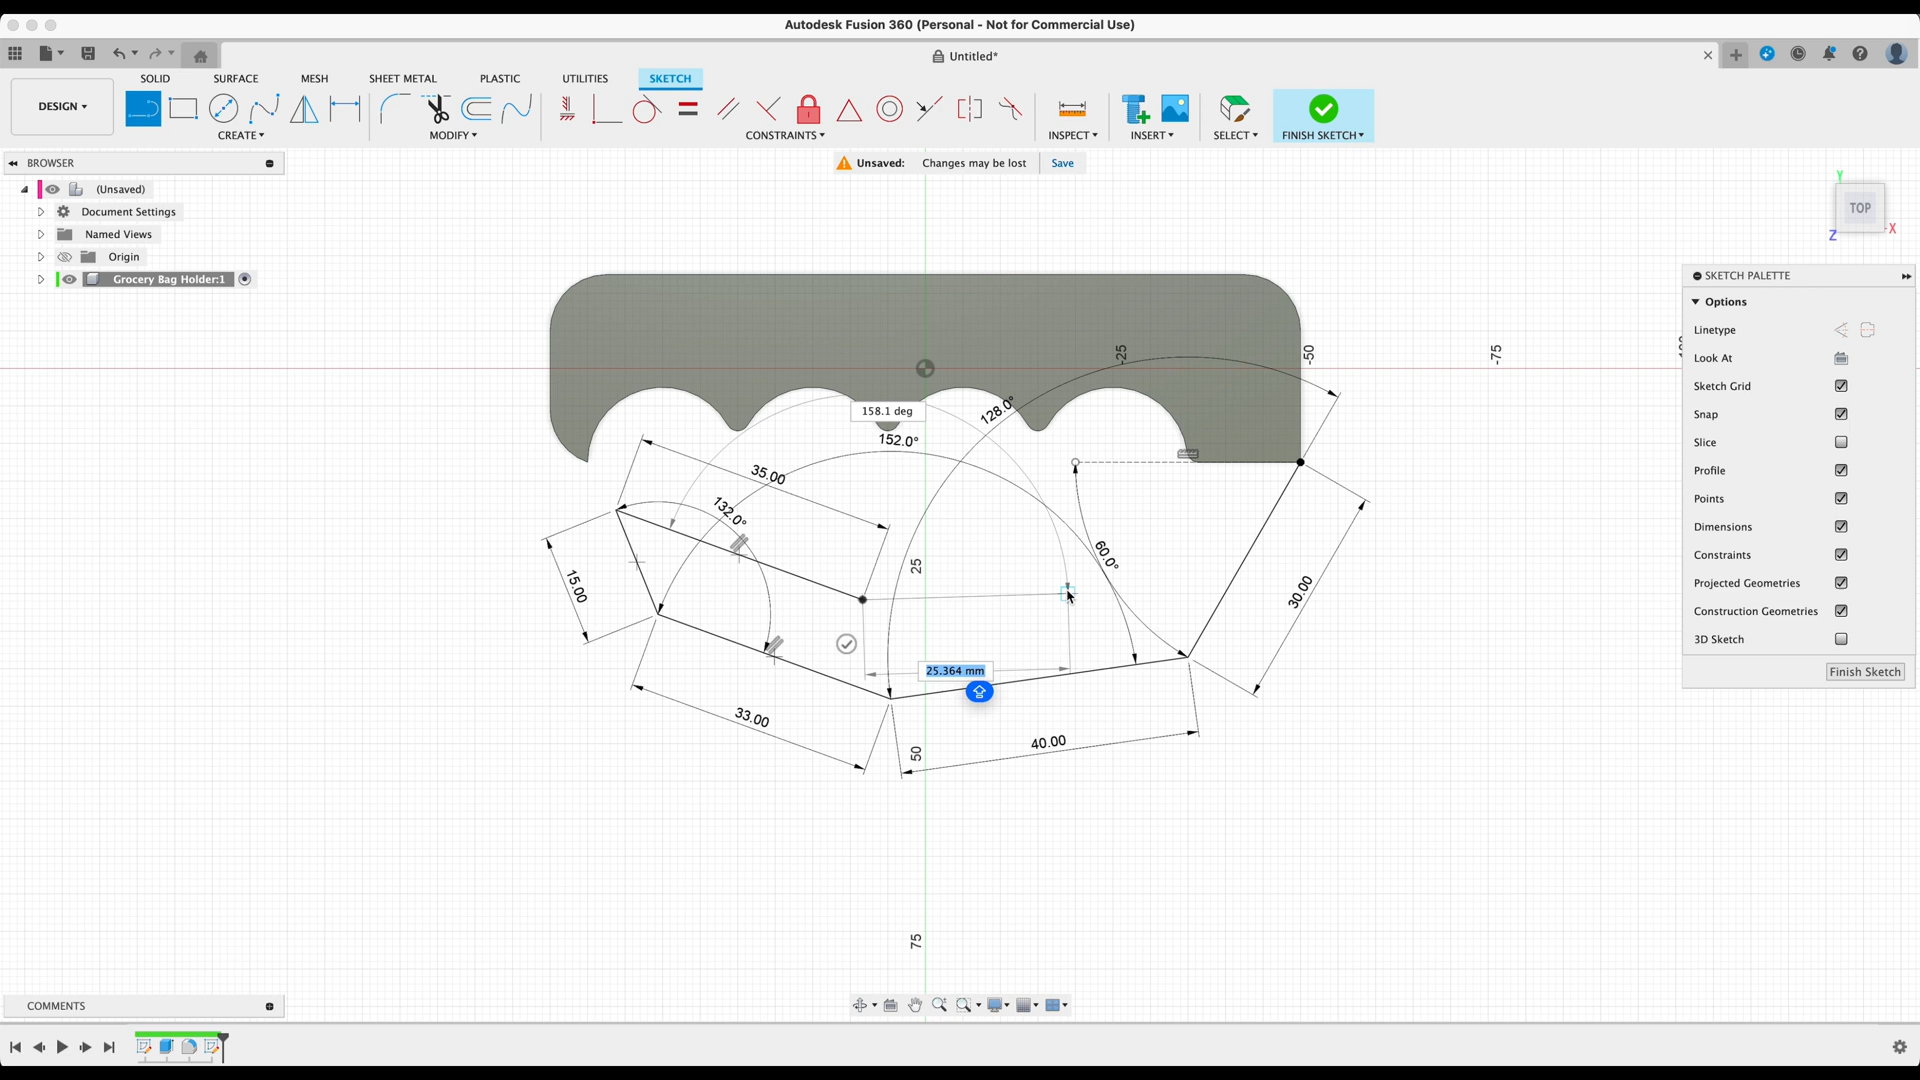 Autodesk Fusion 360 (Personal - Not for Commercial Use)
Untitled*
DESIGN
SOLID SURFACE MESH SHEET METAL PLASTIC UTILITIES SKETCH
CREATE MODIFY CONSTRAINTS INSPECT INSERT SELECT FINISH SKETCH
BROWSER
Unsaved: Changes may be lost Save
(Unsaved)
Document Settings
Named Views
Origin
Grocery Bag Holder:1
Y
TOP
X
Z
SKETCH PALETTE
Options
Linetype
Look At
Sketch Grid
Snap
Slice
Profile
Points
Dimensions
Constraints
Projected Geometries
Construction Geometries
3D Sketch
Finish Sketch
-25
-50
-75
158.1 deg
128.0°
152.0°
35.00
132.0°
60.0°
25
15.00
30.00
25.364 mm
33.00
40.00
50
75
COMMENTS